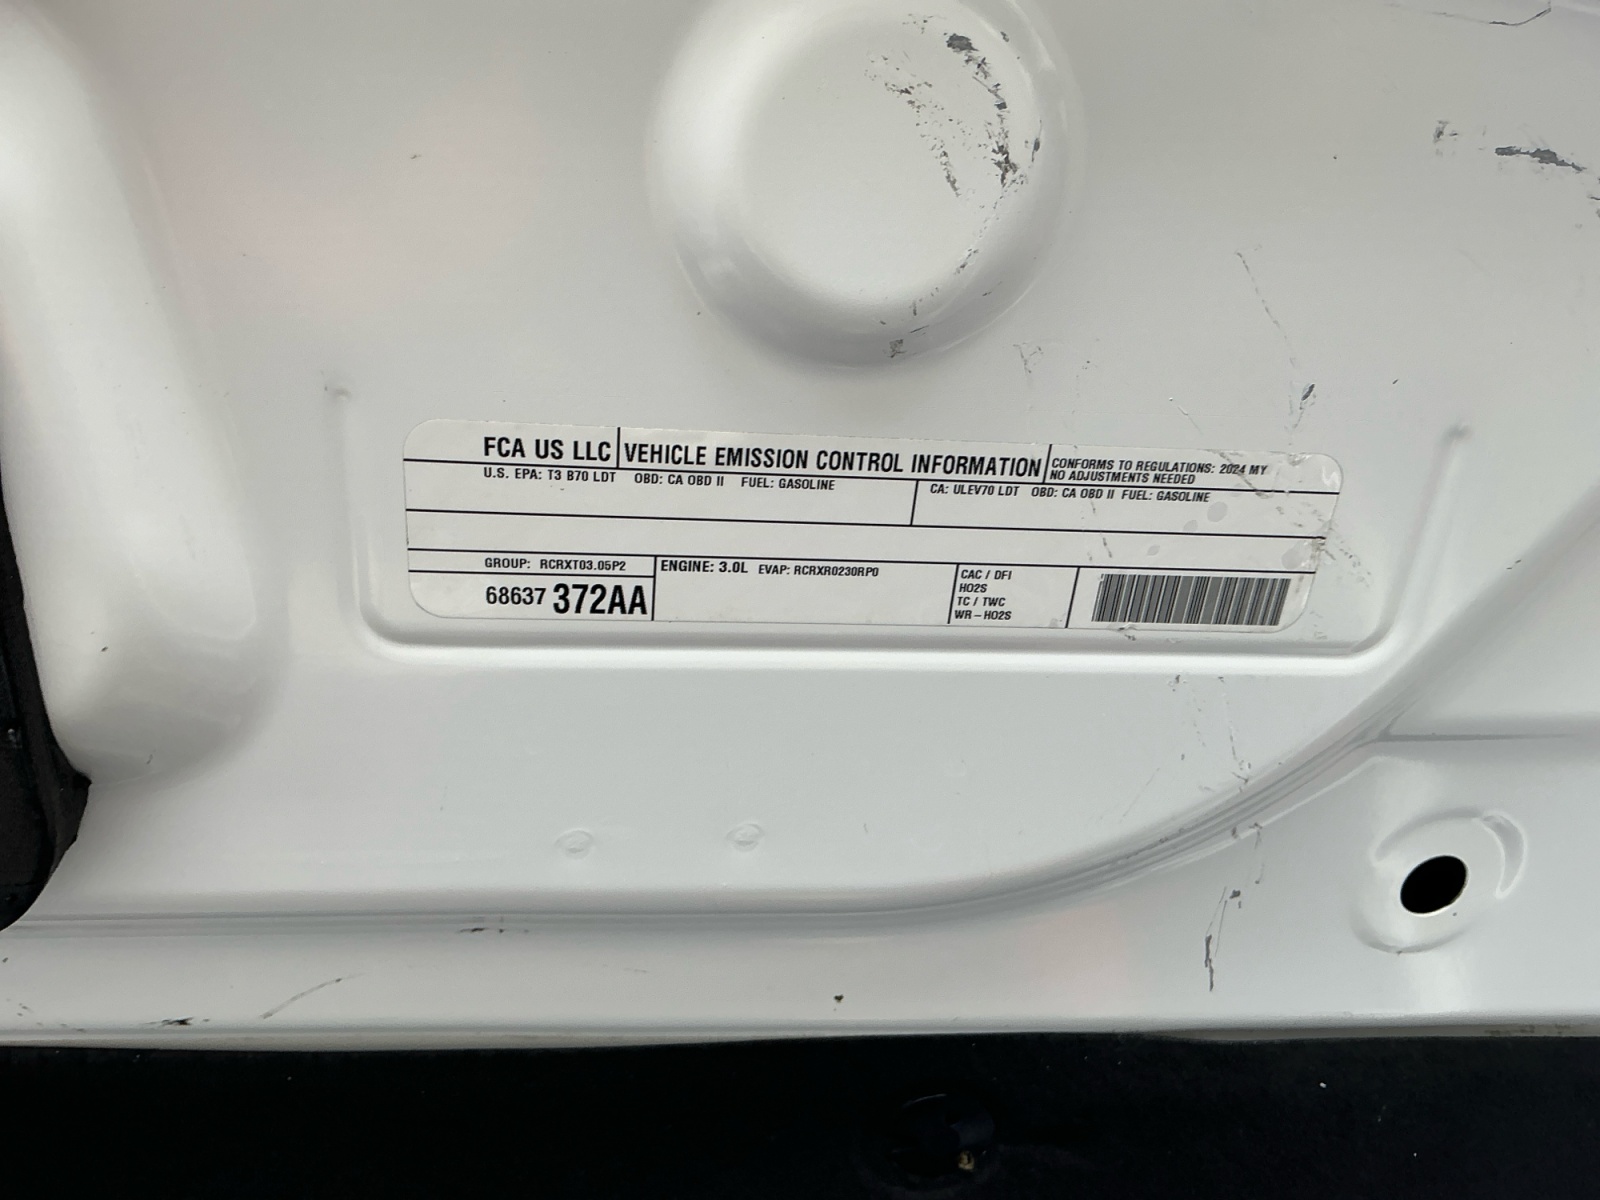 FCA US LLC VEHICLE EMISSION CONTROL INFORMATION CONFORMS TO REGULATIONS: 2024 MY
NO ADJUSTMENTS NEEDED
U.S. EPA: T3 B70 LDT OBD: CA OBD II FUEL: GASOLINE
CA: ULEV70 LDT OBD: CA OBD II FUEL: GASOLINE
GROUP: RCRXT03.05P2
68637 372AA
ENGINE: 3.0L EVAP: RCRXR0230RP0
CAC / DFI
HO2S
TC / TWC
WR-HO2S